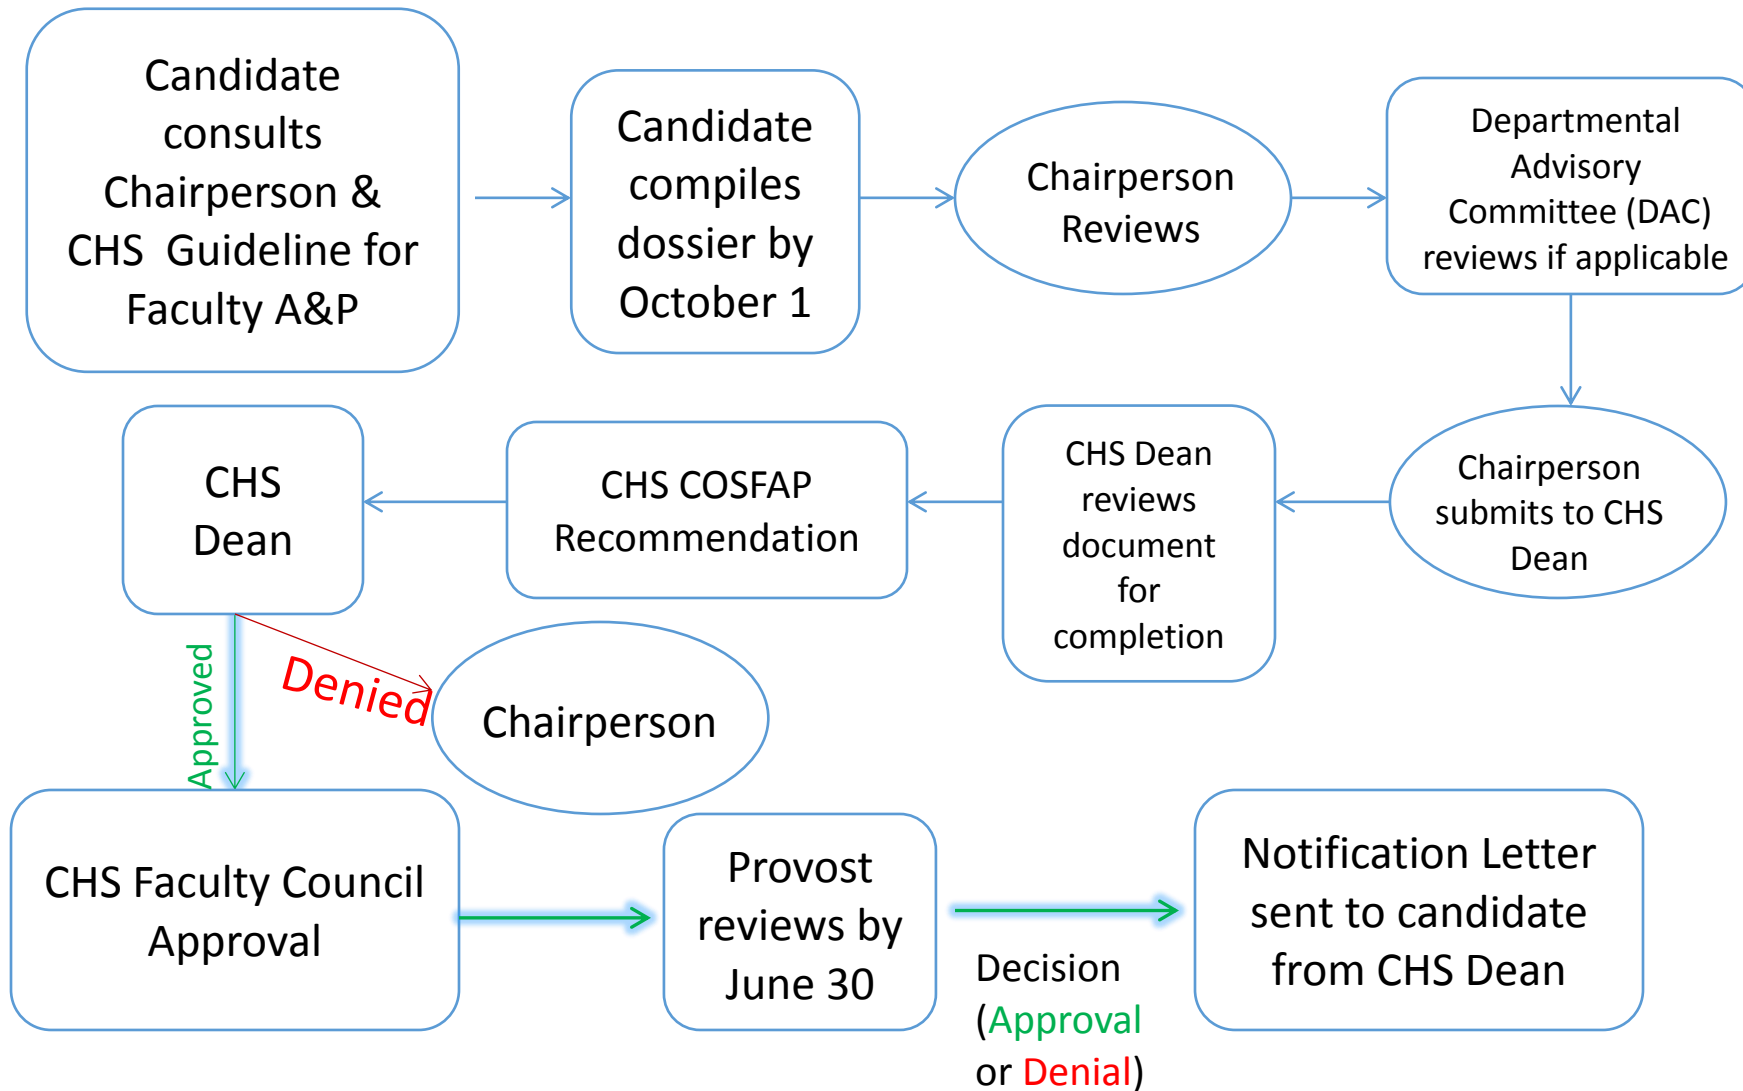 Candidate
consults
Chairperson &
CHS  Guideline for
Faculty A&P
Candidate
compiles
dossier by
October 1
Chairperson
Reviews
Departmental
Advisory
Committee (DAC)
reviews if applicable
Chairperson
submits to CHS
Dean
CHS Dean
reviews
document
for
completion
CHS COSFAP
Recommendation
CHS
Dean
Approved
Denied
Chairperson
CHS Faculty Council
Approval
Provost
reviews by
June 30
Decision
(Approval
or Denial)
Notification Letter
sent to candidate
from CHS Dean